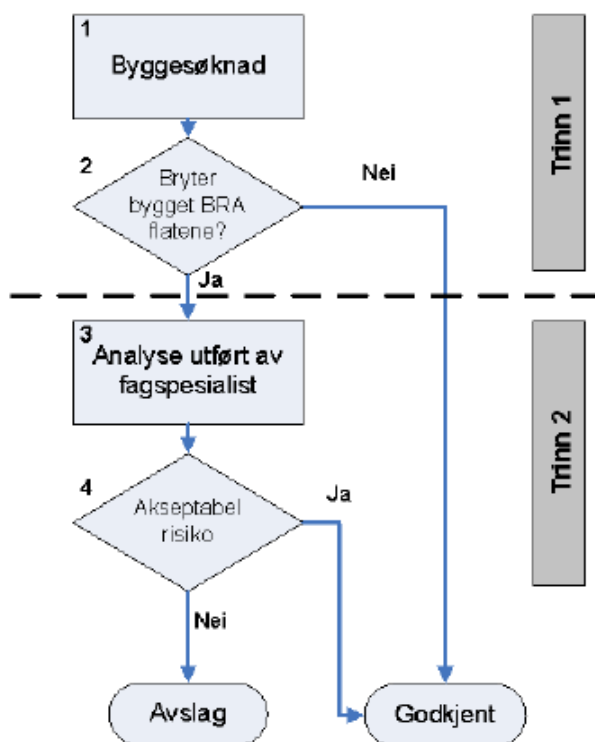 1
Byggesøknad
Trinn 1
2
Bryter
bygget BRA
flatene?
Nei
Ja
3
Analyse utført av
fagspesialist
Trinn 2
4
Akseptabel
risiko
Ja
Nei
Avslag
Godkjent